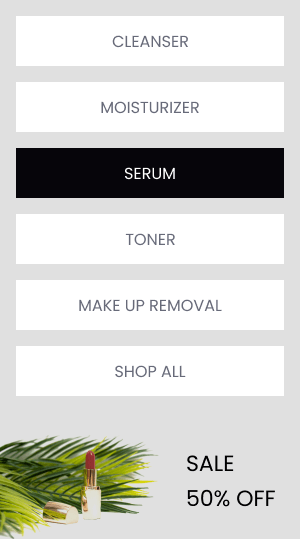 CLEANSER
MOISTURIZER
SERUM
TONER
MAKE UP REMOVAL
SHOP ALL
SALE
50% OFF